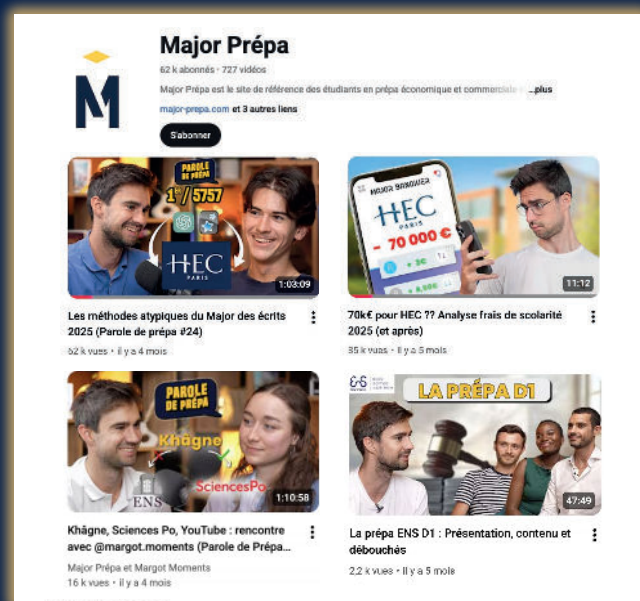 Major Prépa
62 k abonnés · 727 vidéos
Major Prépa est le site de référence des étudiants en prépa économique et commerciale ...plus
major-prepa.com et 3 autres liens
S'abonner
M
PAROLE
DE PRÉPA
1er / 5757
HEC
PARIS
1:03:09
Les méthodes atypiques du Major des écrits
2025 (Parole de prépa #24)
62 k vues · il y a 4 mois
MAJOR BANQUIER
HEC
PARIS
- 70 000 €
+ 3€
11:12
70k€ pour HEC ?? Analyse frais de scolarité
2025 (et après)
35 k vues · il y a 5 mois
PAROLE
DE PRÉPA
Khâgne
ENS
SciencesPo
1:10:58
Khâgne, Sciences Po, YouTube : rencontre
avec @margot.moments (Parole de Prépa...
Major Prépa et Margot Moments
16 k vues · il y a 4 mois
LA PRÉPA D1
47:49
La prépa ENS D1 : Présentation, contenu et
débouchés
2,2 k vues · il y a 5 mois